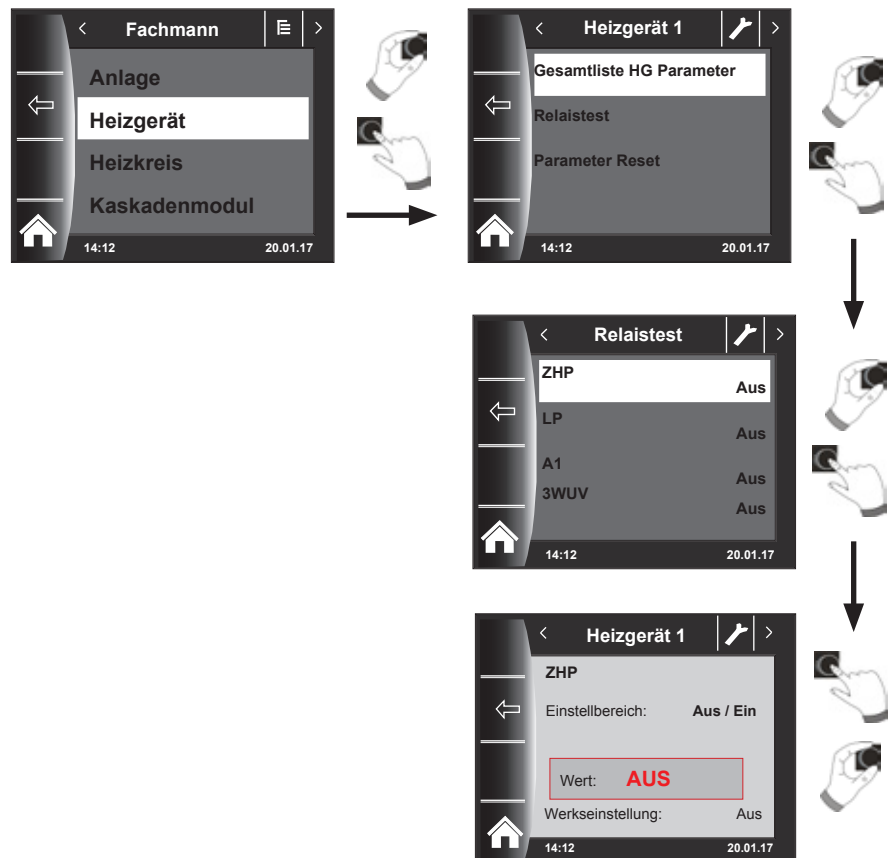 Fachmann
Anlage
Heizgerät
Heizkreis
Kaskadenmodul
14:12 20.01.17
Heizgerät 1
Gesamtliste HG Parameter
Relaistest
Parameter Reset
14:12 20.01.17
Relaistest
ZHP
Aus
LP
Aus
A1
Aus
3WUV
Aus
14:12 20.01.17
Heizgerät 1
ZHP
Einstellbereich: Aus / Ein
Wert: AUS
Werkseinstellung: Aus
14:12 20.01.17